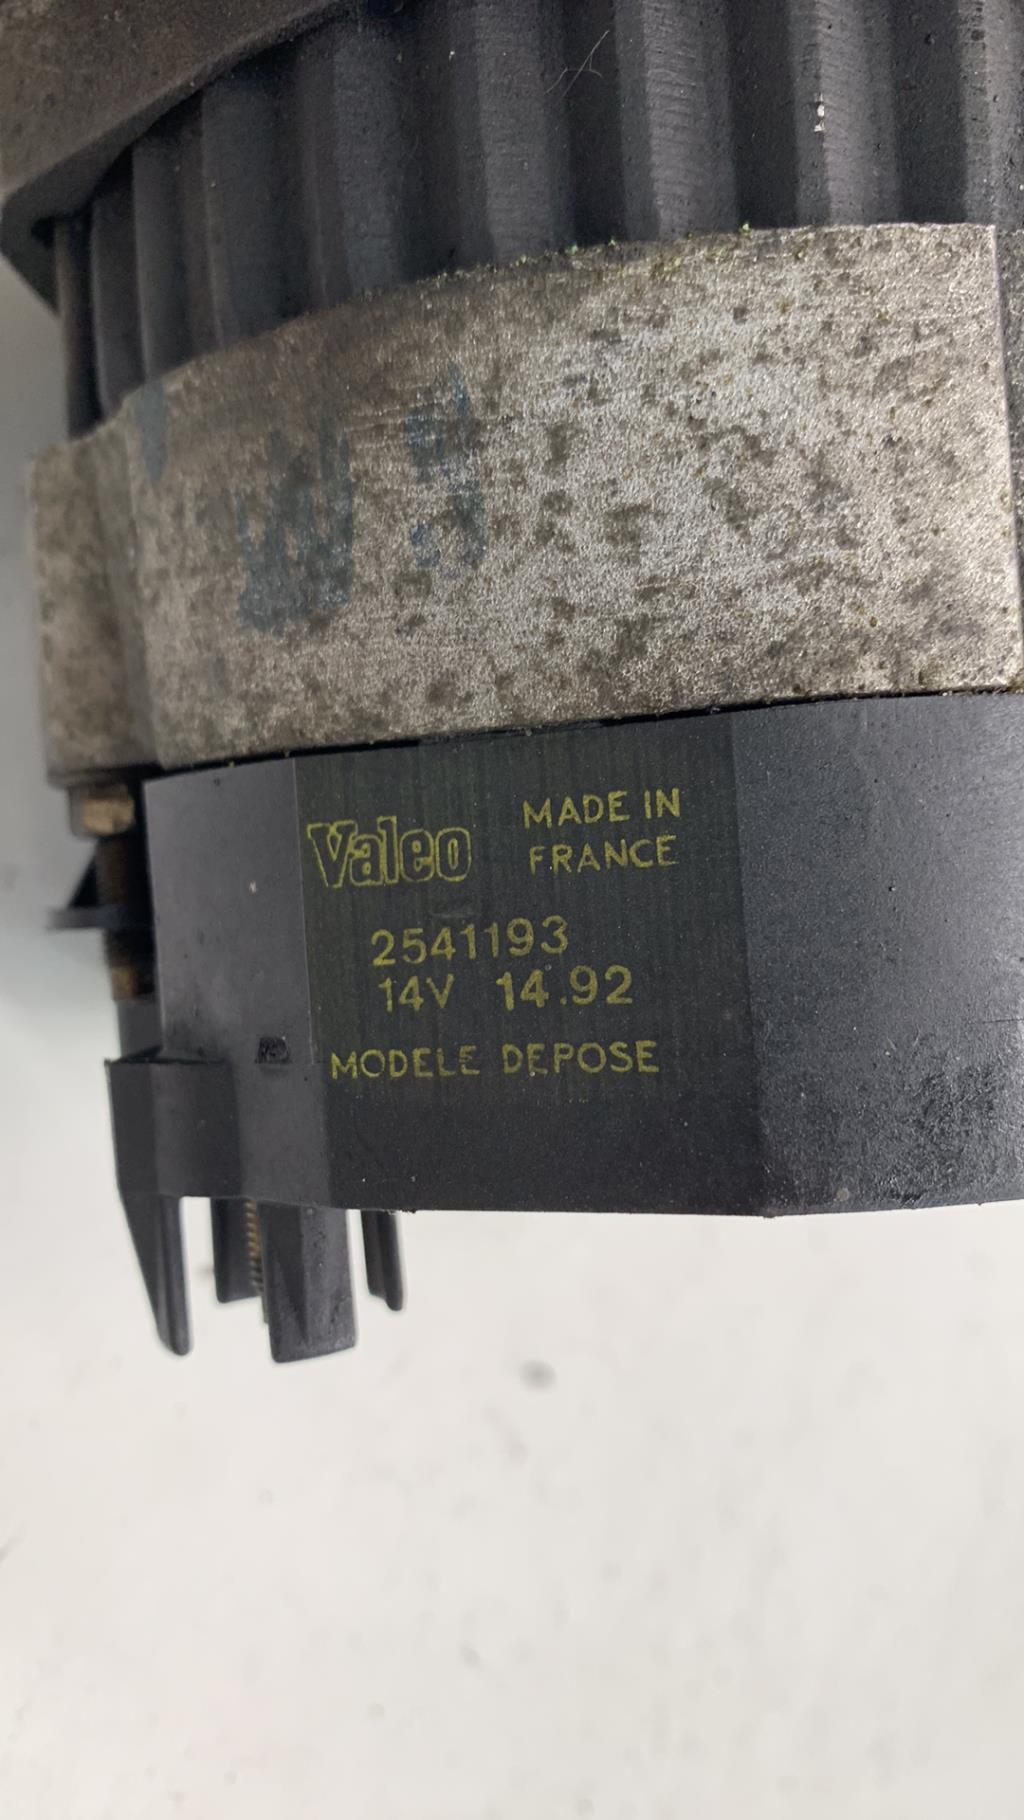 Valeo MADE IN
FRANCE
2541193
14V 14.92
MODELE DEPOSE